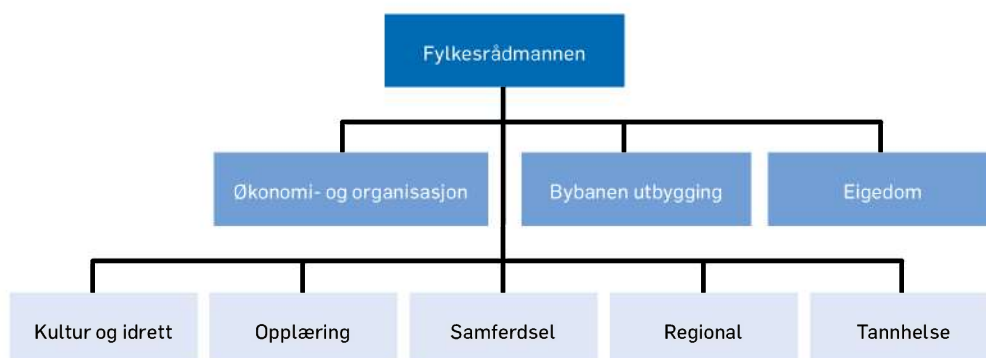 Fylkesrådmannen
Økonomi- og organisasjon
Bybanen utbygging
Eigedom
Kultur og idrett
Opplæring
Samferdsel
Regional
Tannhelse